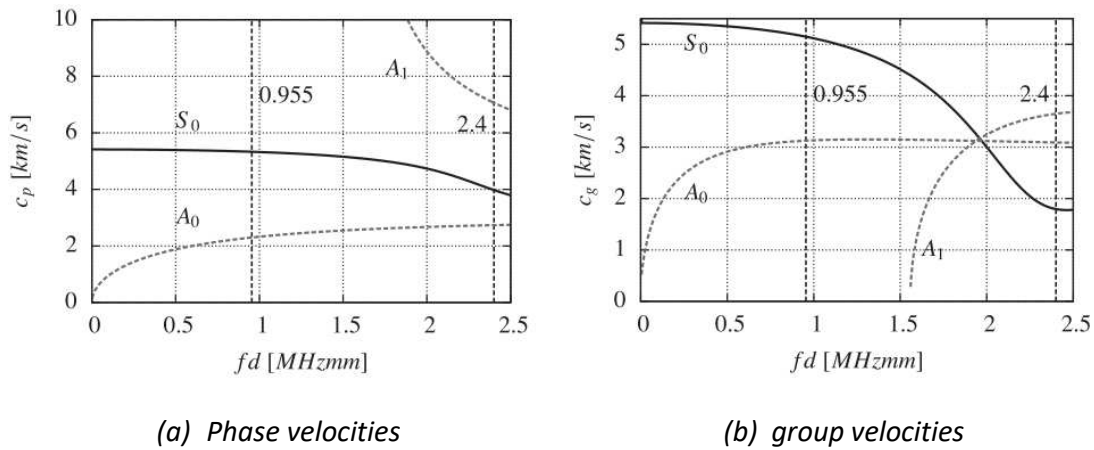 10
8
6
4
2
0
c_p [km/s]
A_1
0.955
S_0
2.4
A_0
0 0.5 1 1.5 2 2.5
fd [MHzmm]
(a) Phase velocities
5
4
3
2
1
0
c_g [km/s]
S_0
0.955
2.4
A_0
A_1
0 0.5 1 1.5 2 2.5
fd [MHzmm]
(b) group velocities